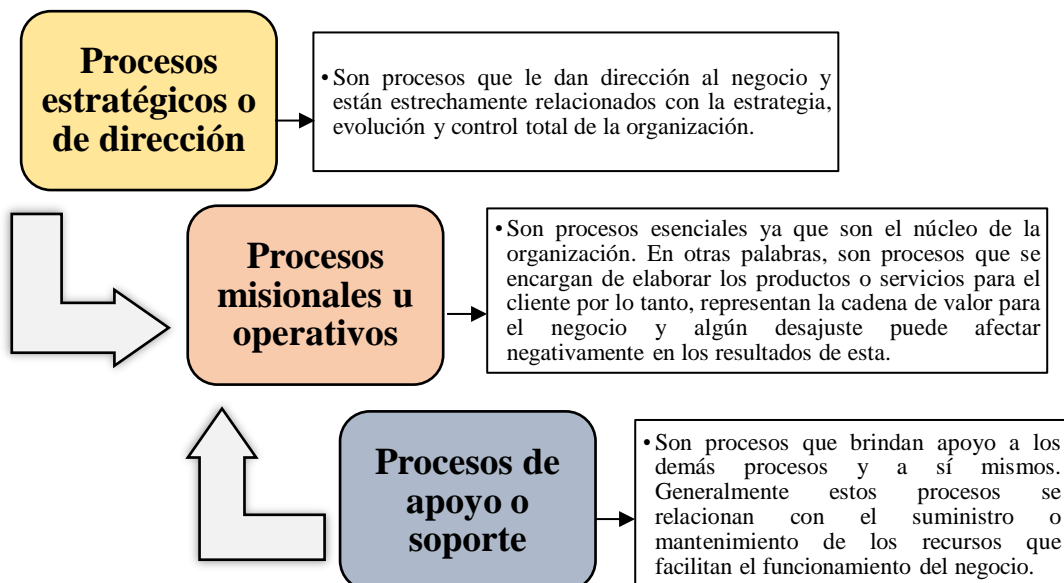 Procesos
estratégicos o
de dirección
• Son procesos que le dan dirección al negocio y
están estrechamente relacionados con la estrategia,
evolución y control total de la organización.
Procesos
misionales u
operativos
• Son procesos esenciales ya que son el núcleo de la
organización. En otras palabras, son procesos que se
encargan de elaborar los productos o servicios para el
cliente por lo tanto, representan la cadena de valor para
el negocio y algún desajuste puede afectar
negativamente en los resultados de esta.
Procesos de
apoyo o
soporte
• Son procesos que brindan apoyo a los
demás procesos y a sí mismos.
Generalmente estos procesos se
relacionan con el suministro o
mantenimiento de los recursos que
facilitan el funcionamiento del negocio.